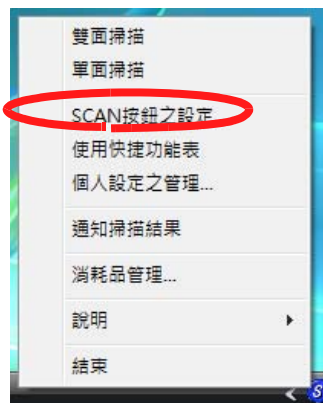 雙面掃描
單面掃描
SCAN按鈕之設定
使用快捷功能表
個人設定之管理...
通知掃描結果
消耗品管理...
說明
結束
S